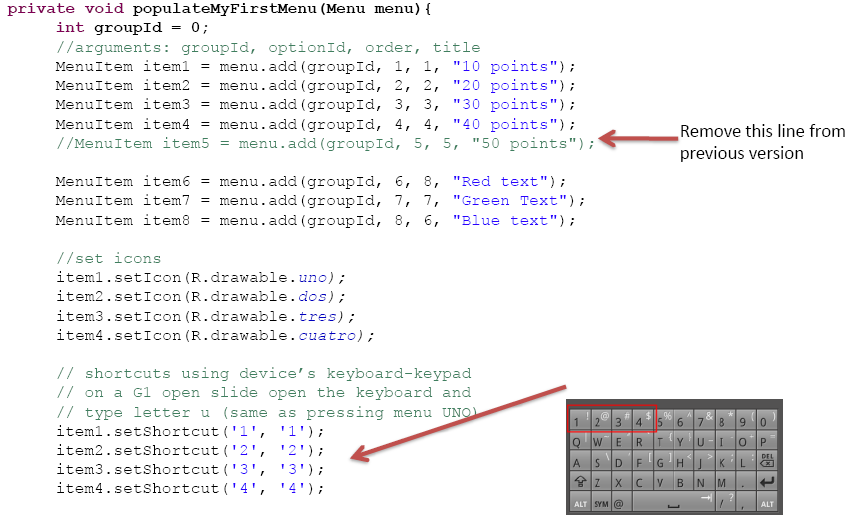 private void populateMyFirstMenu(Menu menu){
int groupId = 0;
//arguments: groupId, optionId, order, title
MenuItem item1 = menu.add(groupId, 1, 1, "10 points");
MenuItem item2 = menu.add(groupId, 2, 2, "20 points");
MenuItem item3 = menu.add(groupId, 3, 3, "30 points");
MenuItem item4 = menu.add(groupId, 4, 4, "40 points");
//MenuItem item5 = menu.add(groupId, 5, 5, "50 points");
Remove this line from
previous version
MenuItem item6 = menu.add(groupId, 6, 8, "Red text");
MenuItem item7 = menu.add(groupId, 7, 7, "Green Text");
MenuItem item8 = menu.add(groupId, 8, 6, "Blue text");
//set icons
item1.setIcon(R.drawable.uno);
item2.setIcon(R.drawable.dos);
item3.setIcon(R.drawable.tres);
item4.setIcon(R.drawable.cuatro);
// shortcuts using device’s keyboard-keypad
// on a G1 open slide open the keyboard and
// type letter u (same as pressing menu UNO)
item1.setShortcut('1', '1');
item2.setShortcut('2', '2');
item3.setShortcut('3', '3');
item4.setShortcut('4', '4');
1 ! 2 @ 3 # 4 $ 5 % 6 ^ 7 & 8 * 9 ( 0 )
Q W E R T Y U I O P
A S D F G H J K L DEL
Z X C V B N M .
ALT SYM @ / ? , ALT